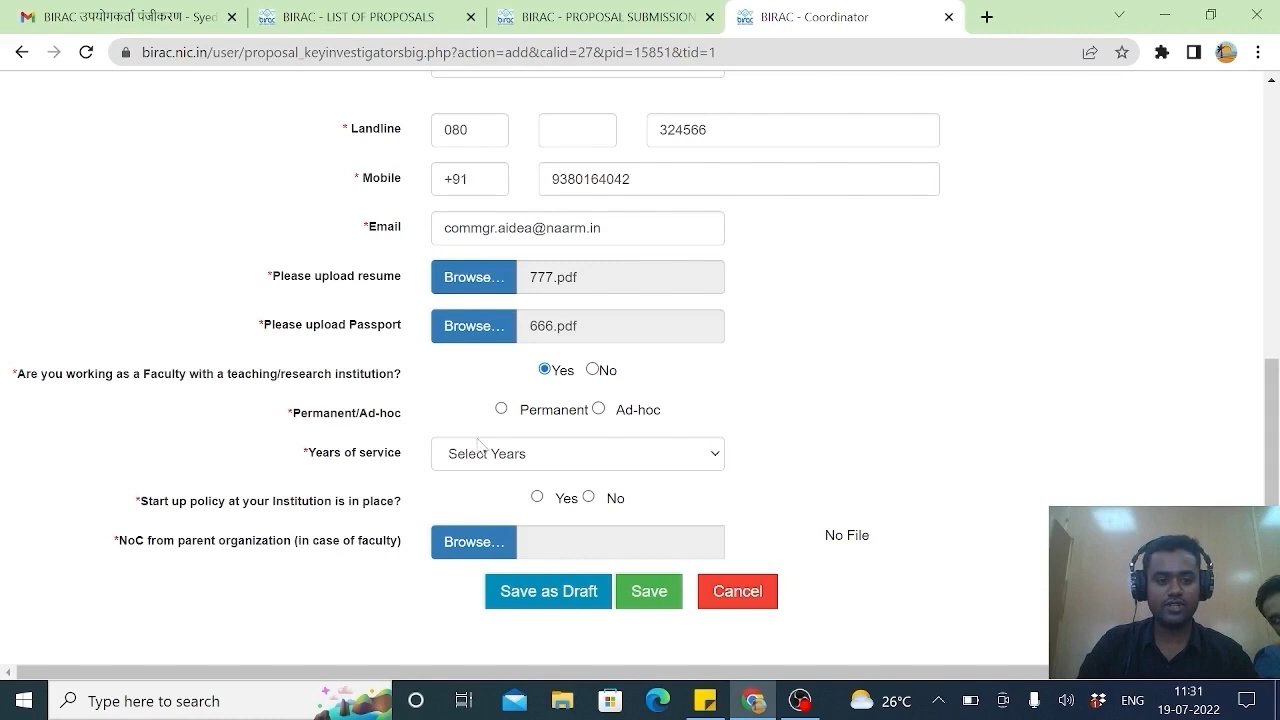 BIRAC उपयोगकर्ता पंजीकरण - Syed
BIRAC - LIST OF PROPOSALS
BIRAC - PROPOSAL SUBMISSION
BIRAC - Coordinator
birac.nic.in/user/proposal_keyinvestigatorsbig.php?action=add&calid=27&pid=15851&tid=1
* Landline 080 324566
* Mobile +91 9380164042
*Email commgr.aidea@naarm.in
*Please upload resume Browse... 777.pdf
*Please upload Passport Browse... 666.pdf
*Are you working as a Faculty with a teaching/research institution? Yes No
*Permanent/Ad-hoc Permanent Ad-hoc
*Years of service Select Years
*Start up policy at your Institution is in place? Yes No
*NoC from parent organization (in case of faculty) Browse... No File
Save as Draft Save Cancel
Type here to search
26°C
ENG
11:31
19-07-2022